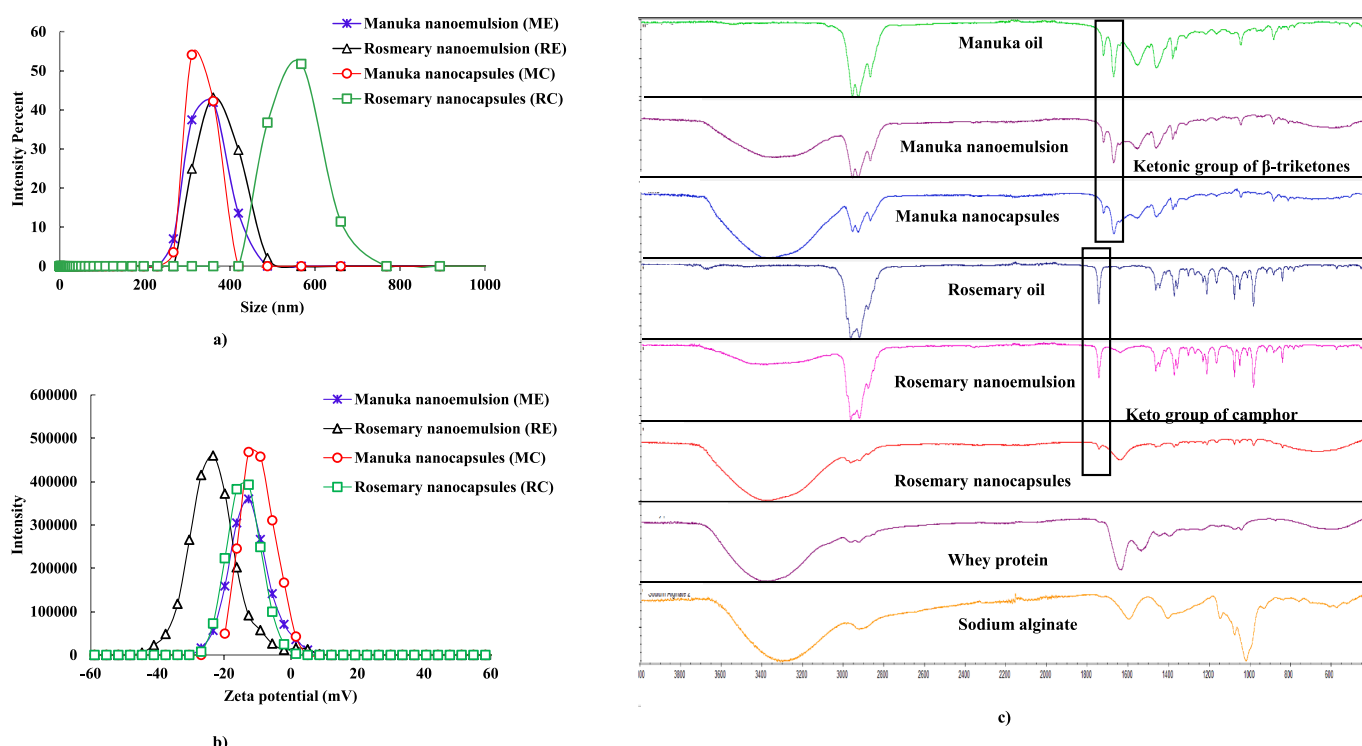 Manuka nanoemulsion (ME)
Rosmeary nanoemulsion (RE)
Manuka nanocapsules (MC)
Rosemary nanocapsules (RC)
60
50
40
30
20
10
0
Intensity Percent
0 200 400 600 800 1000
Size (nm)
a)
Manuka nanoemulsion (ME)
Rosemary nanoemulsion (RE)
Manuka nanocapsules (MC)
Rosemary nanocapsules (RC)
600000
500000
400000
300000
200000
100000
0
Intensity
-60 -40 -20 0 20 40 60
Zeta potential (mV)
b)
Manuka oil
Manuka nanoemulsion
Ketonic group of β-triketones
Manuka nanocapsules
Rosemary oil
Rosemary nanoemulsion
Keto group of camphor
Rosemary nanocapsules
Whey protein
Sodium alginate
3400 3000 2800 2600 2400 2200 2000 1800 1600 1400 1200 1000 800 600
c)